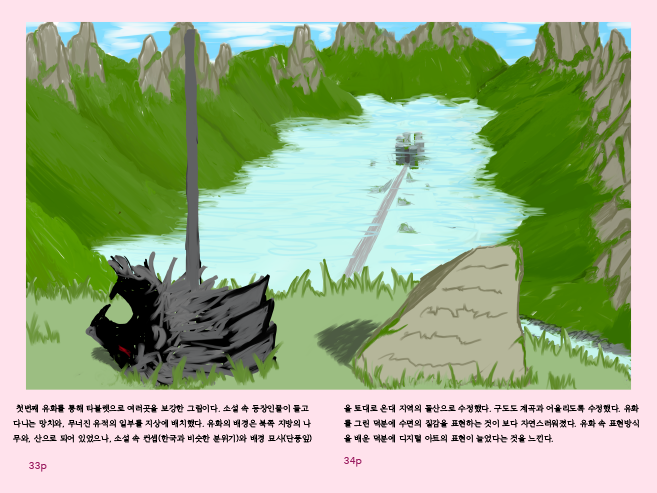 첫번째 유화를 통해 타블렛으로 여러곳을 보강한 그림이다. 소설 속 등장인물이 들고
다니는 망치와, 무너진 유적의 일부를 지상에 배치했다. 유화의 배경은 북쪽 지방의 나
무와, 산으로 되어 있었으나, 소설 속 컨셉(한국과 비슷한 분위기)와 배경 묘사(단풍잎)
33p
을 토대로 온대 지역의 돌산으로 수정했다. 구도도 계곡과 어울리도록 수정했다. 유화
를 그린 덕분에 수면의 질감을 표현하는 것이 보다 자연스러워졌다. 유화 속 표현방식
을 배운 덕분에 디지털 아트의 표현이 늘었다는 것을 느낀다.
34p